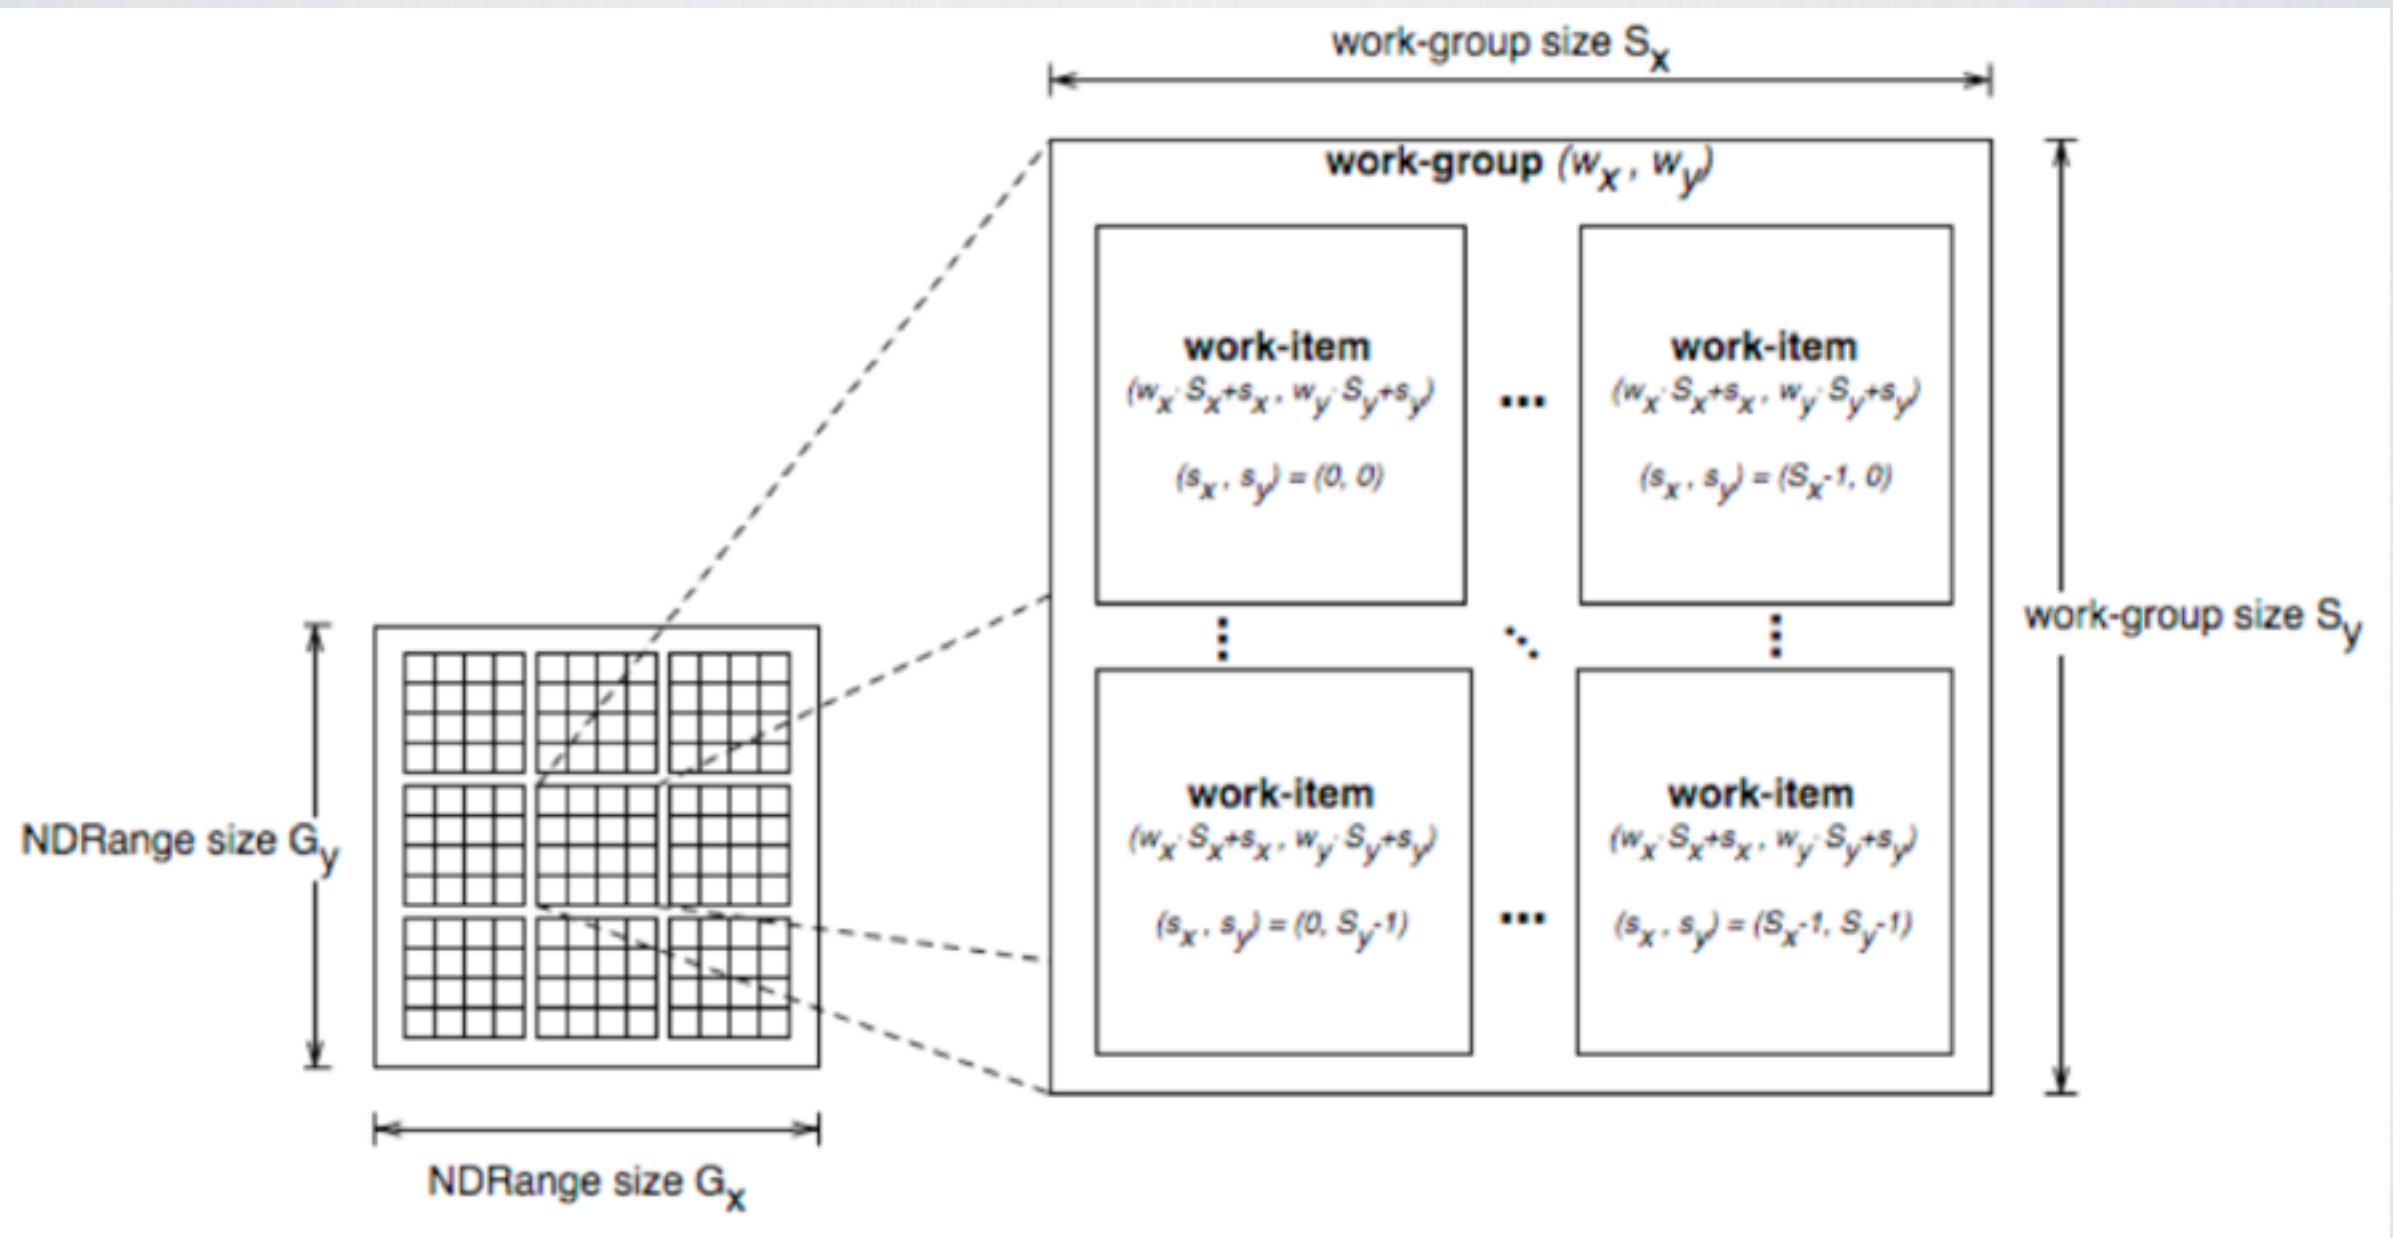 work-group size Sx
work-group (wx, wy)
work-item
(wx· Sx+sx, wy· Sy+sy)
(sx, sy) = (0, 0)
...
work-item
(wx· Sx+sx, wy· Sy+sy)
(sx, sy) = (Sx-1, 0)
work-group size Sy
work-item
(wx· Sx+sx, wy· Sy+sy)
(sx, sy) = (0, Sy-1)
...
work-item
(wx· Sx+sx, wy· Sy+sy)
(sx, sy) = (Sx-1, Sy-1)
NDRange size Gy
NDRange size Gx